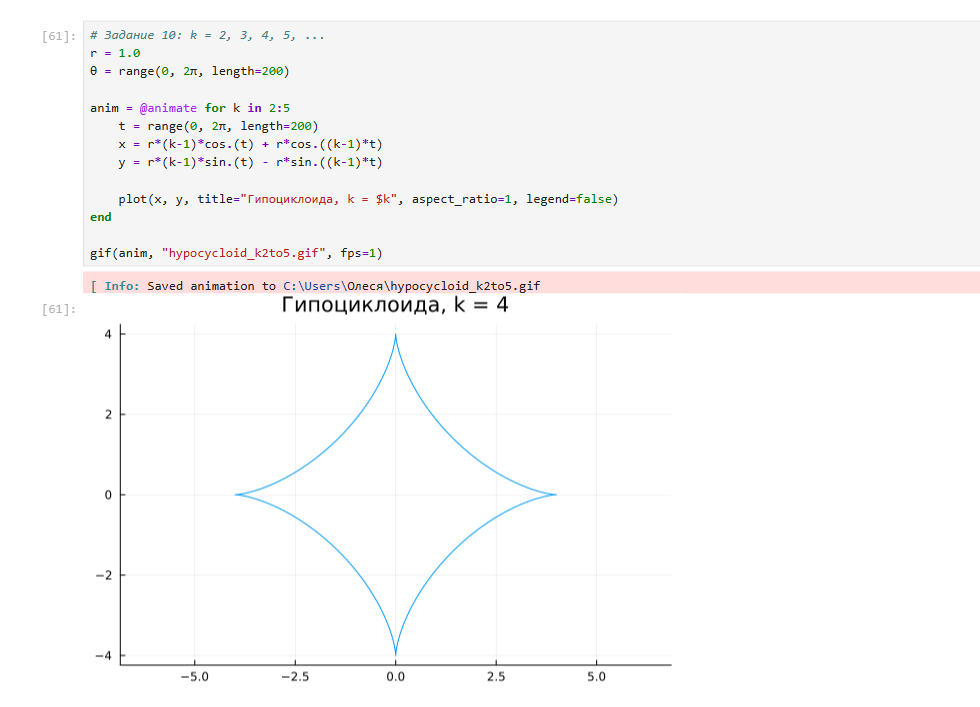 [61]: # Задание 10: k = 2, 3, 4, 5, ...
r = 1.0
θ = range(0, 2π, length=200)
anim = @animate for k in 2:5
    t = range(0, 2π, length=200)
    x = r*(k-1)*cos.(t) + r*cos.((k-1)*t)
    y = r*(k-1)*sin.(t) - r*sin.((k-1)*t)
    plot(x, y, title="Гипоциклоида, k = $k", aspect_ratio=1, legend=false)
end
gif(anim, "hypocycloid_k2to5.gif", fps=1)
[ Info: Saved animation to C:\Users\Олеся\hypocycloid_k2to5.gif
[61]:
Гипоциклоида, k = 4
4
2
0
−2
−4
−5.0 −2.5 0.0 2.5 5.0